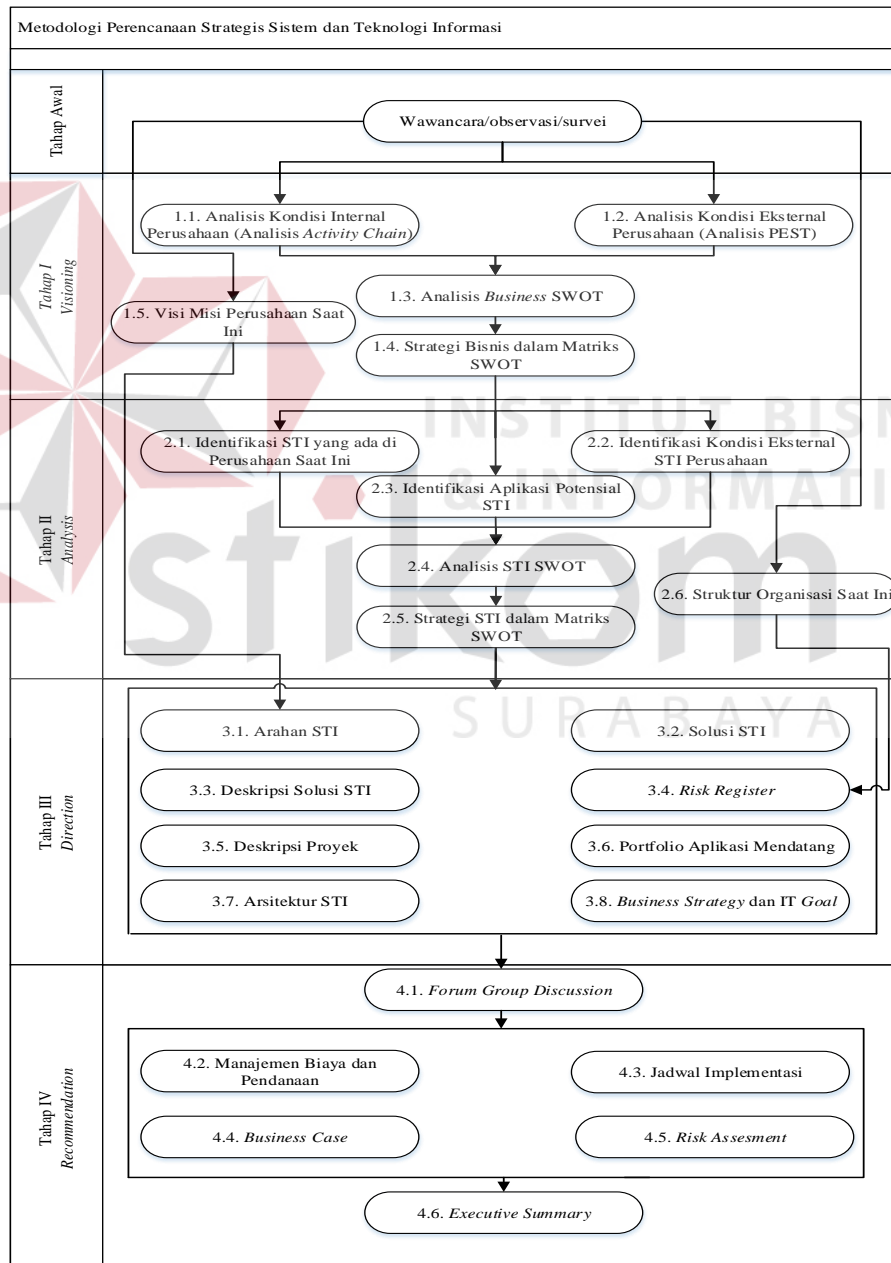 Metodologi Perencanaan Strategis Sistem dan Teknologi Informasi
Tahap Awal
Wawancara/observasi/survei
Tahap I
Visioning
1.1. Analisis Kondisi Internal
Perusahaan (Analisis Activity Chain)
1.2. Analisis Kondisi Eksternal
Perusahaan (Analisis PEST)
1.3. Analisis Business SWOT
1.5. Visi Misi Perusahaan Saat
Ini
1.4. Strategi Bisnis dalam Matriks
SWOT
INSTITUT BISN
& INFORMATI
stikom
SURABAYA
Tahap II
Analysis
2.1. Identifikasi STI yang ada di
Perusahaan Saat Ini
2.2. Identifikasi Kondisi Eksternal
STI Perusahaan
2.3. Identifikasi Aplikasi Potensial
STI
2.4. Analisis STI SWOT
2.6. Struktur Organisasi Saat Ini
2.5. Strategi STI dalam Matriks
SWOT
Tahap III
Direction
3.1. Arahan STI
3.2. Solusi STI
3.3. Deskripsi Solusi STI
3.4. Risk Register
3.5. Deskripsi Proyek
3.6. Portfolio Aplikasi Mendatang
3.7. Arsitektur STI
3.8. Business Strategy dan IT Goal
Tahap IV
Recommendation
4.1. Forum Group Discussion
4.2. Manajemen Biaya dan
Pendanaan
4.3. Jadwal Implementasi
4.4. Business Case
4.5. Risk Assesment
4.6. Executive Summary